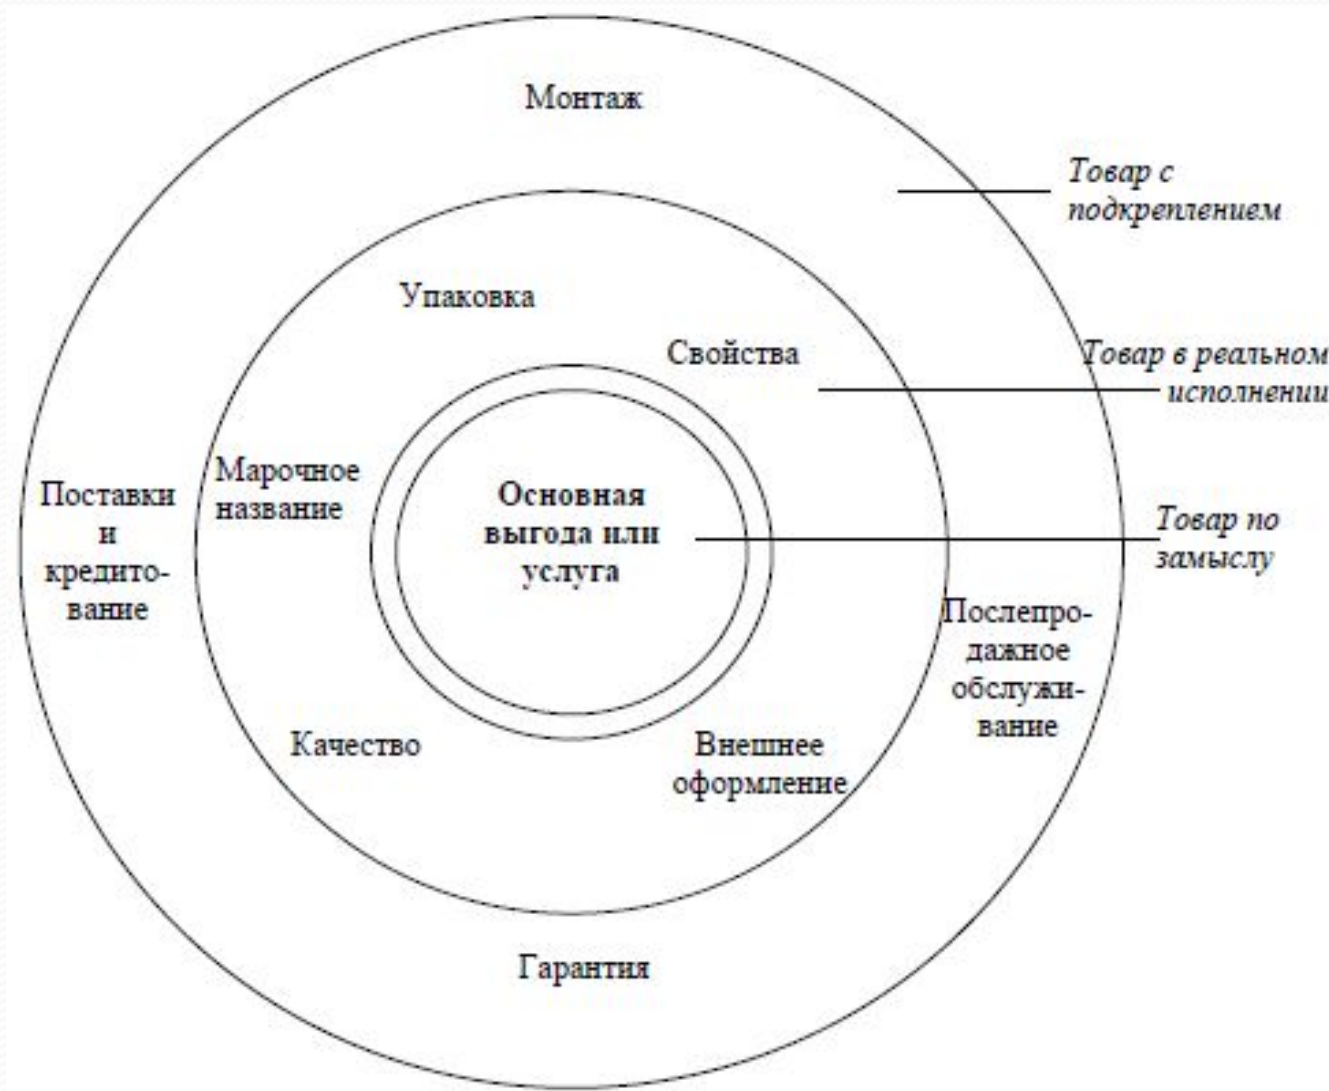 Монтаж
Товар с
подкреплением
Упаковка
Свойства
Товар в реальном
исполнении
Марочное
название
Поставки
и
кредито-
вание
Основная
выгода или
услуга
Товар по
замыслу
Послепро-
дажное
обслужи-
вание
Качество
Внешнее
оформление
Гарантия